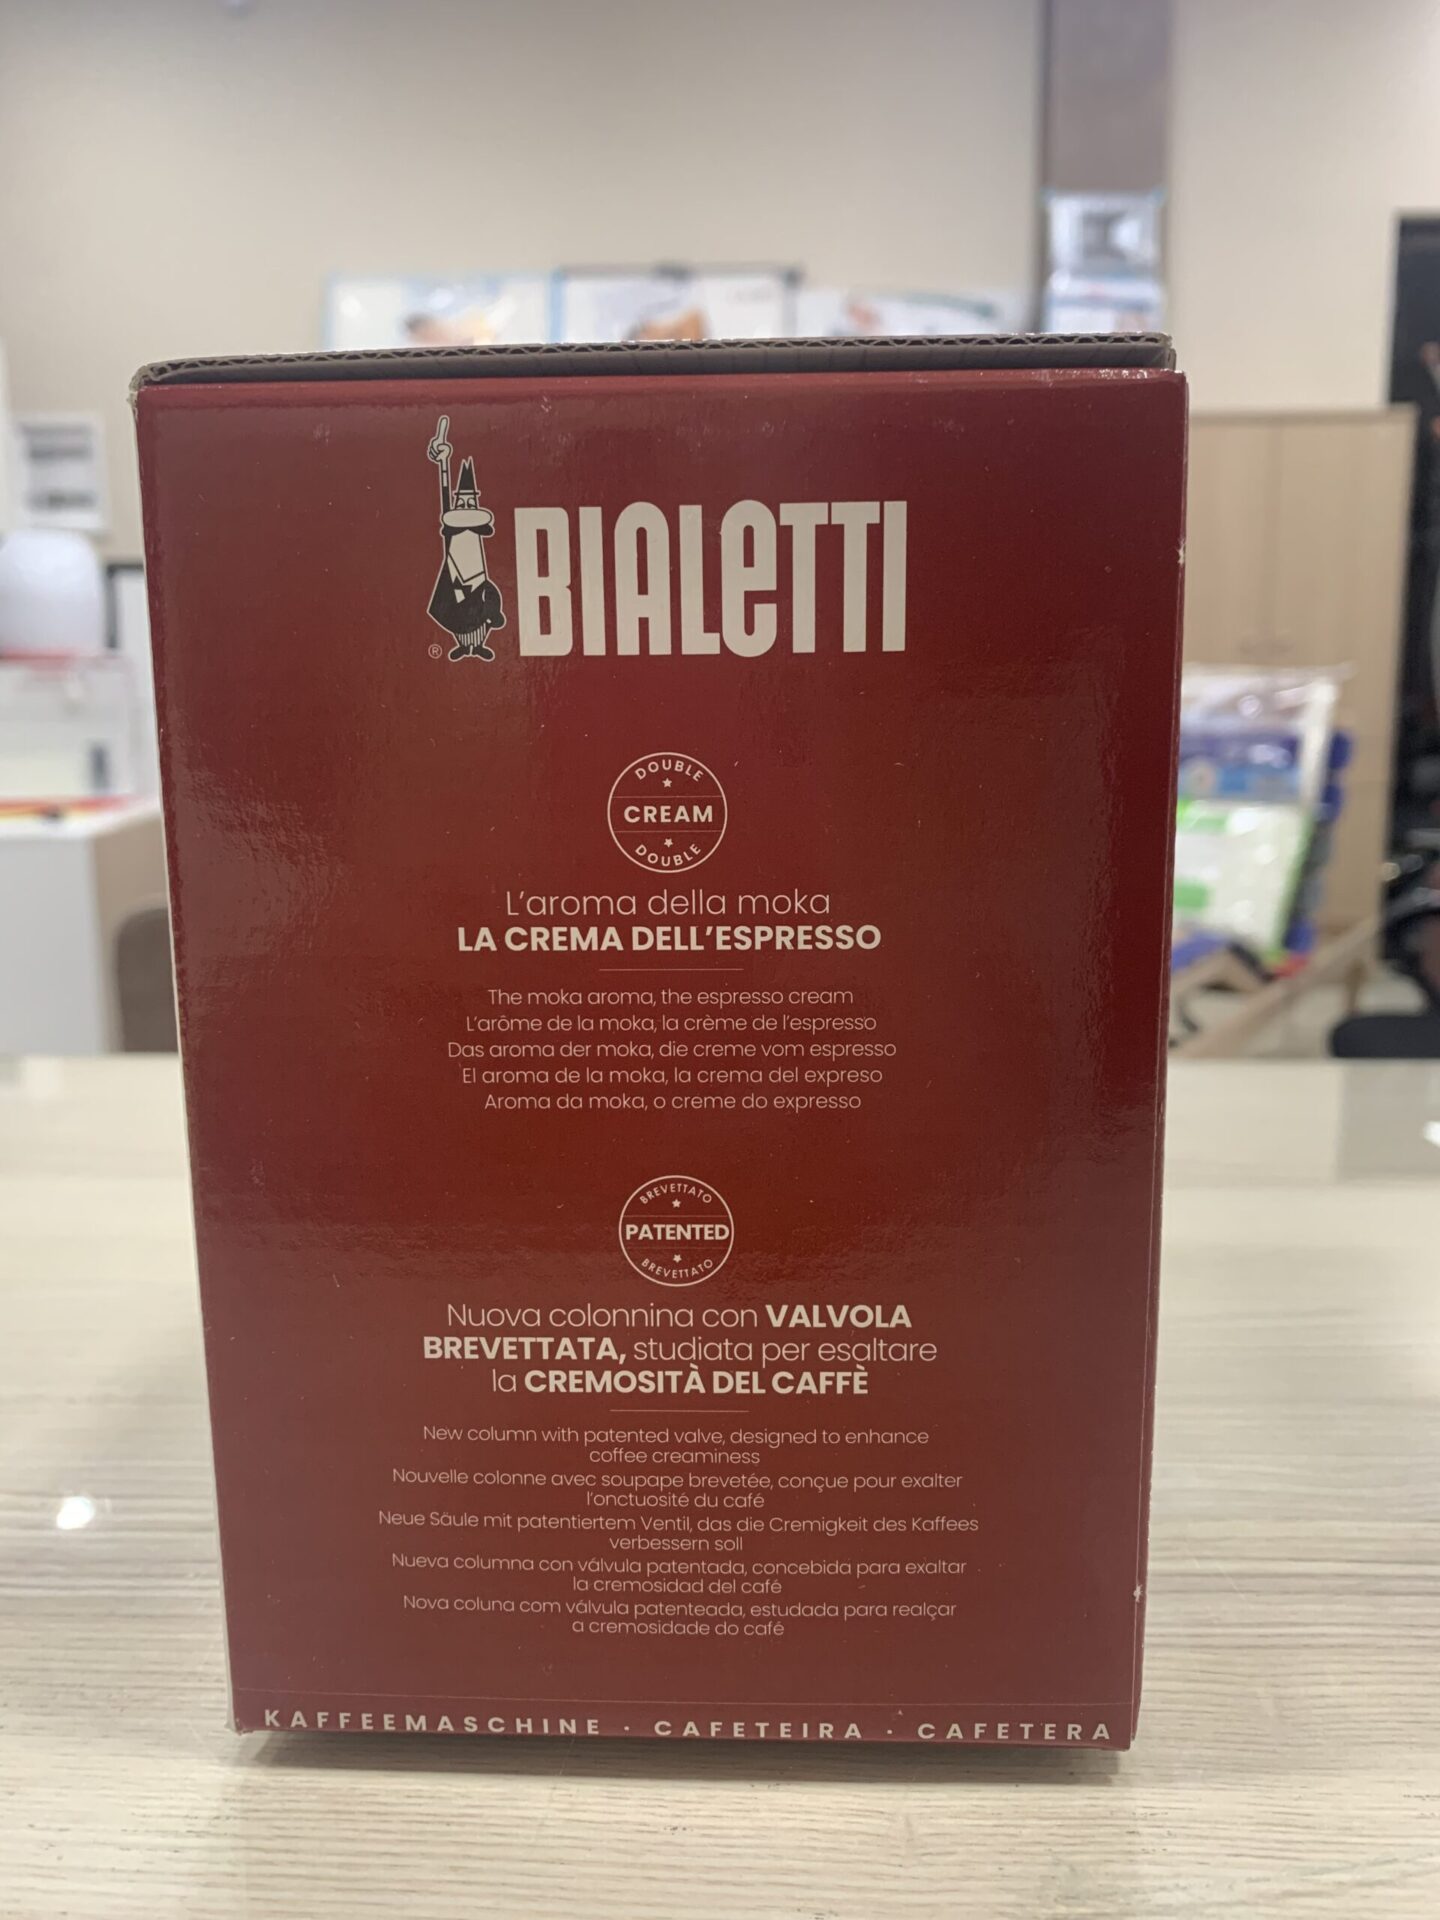 BIALETTI
®
DOUBLE
CREAM
DOUBLE
L'aroma della moka
LA CREMA DELL'ESPRESSO
The moka aroma, the espresso cream
L'arôme de la moka, la crème de l'espresso
Das aroma der moka, die creme vom espresso
El aroma de la moka, la crema del expreso
Aroma da moka, o creme do expresso
BREVETTATO
PATENTED
BREVETTATO
Nuova colonnina con VALVOLA
BREVETTATA, studiata per esaltare
la CREMOSITÀ DEL CAFFÈ
New column with patented valve, designed to enhance
coffee creaminess
Nouvelle colonne avec soupape brevetée, conçue pour exalter
l'onctuosité du café
Neue Säule mit patentiertem Ventil, das die Cremigkeit des Kaffees
verbessern soll
Nueva columna con válvula patentada, concebida para exaltar
la cremosidad del café
Nova coluna com válvula patenteada, estudada para realçar
a cremosidade do café
KAFFEEMASCHINE · CAFETEIRA · CAFETERA